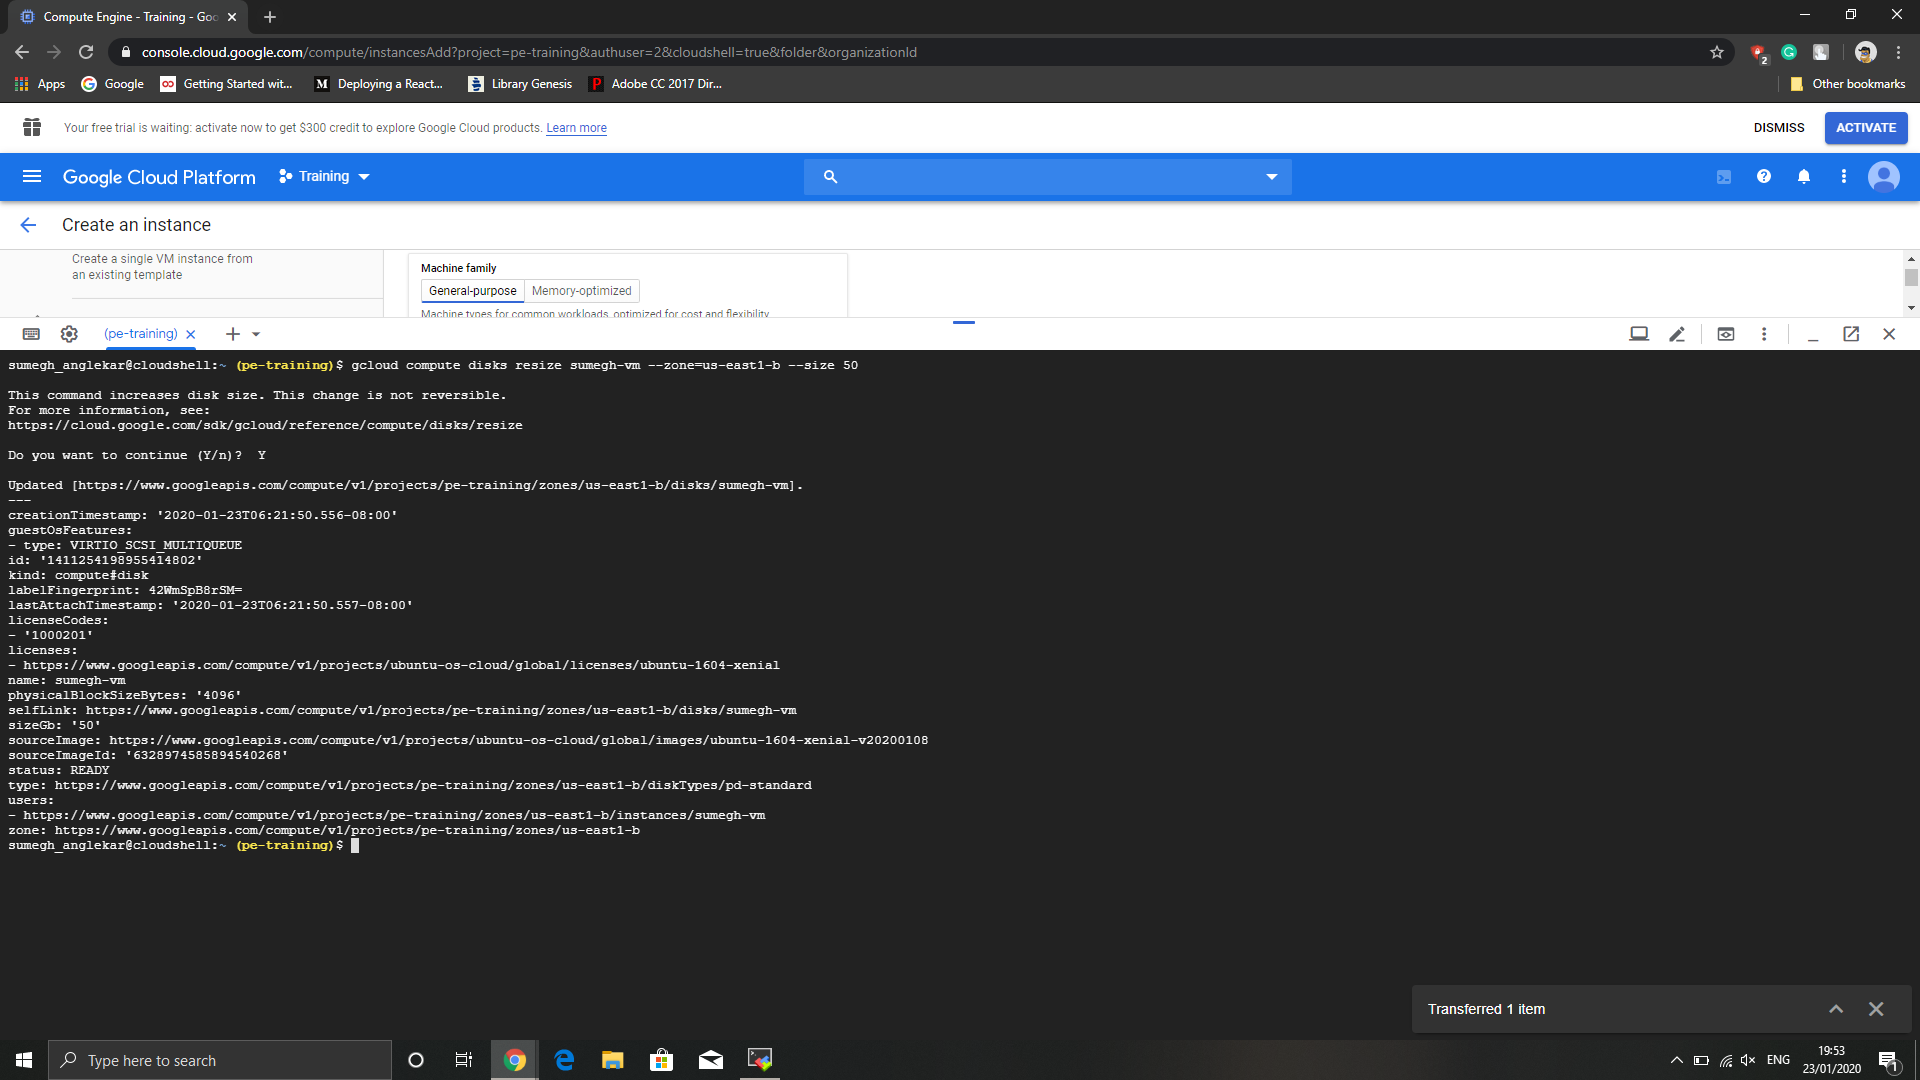 Compute Engine - Training - Goo
console.cloud.google.com/compute/instancesAdd?project=pe-training&authuser=2&cloudshell=true&folder&organizationId
2
Apps
Google
Getting Started wit...
Deploying a React...
Library Genesis
Adobe CC 2017 Dir...
Other bookmarks
Your free trial is waiting: activate now to get $300 credit to explore Google Cloud products. Learn more
DISMISS
ACTIVATE
Google Cloud Platform
Training
Create an instance
Create a single VM instance from
an existing template
Machine family
General-purpose
Memory-optimized
Machine types for common workloads, optimized for cost and flexibility
(pe-training)
sumegh_anglekar@cloudshell:~ (pe-training)$ gcloud compute disks resize sumegh-vm --zone=us-east1-b --size 50
This command increases disk size. This change is not reversible.
For more information, see:
https://cloud.google.com/sdk/gcloud/reference/compute/disks/resize
Do you want to continue (Y/n)?  Y
Updated [https://www.googleapis.com/compute/v1/projects/pe-training/zones/us-east1-b/disks/sumegh-vm].
---
creationTimestamp: '2020-01-23T06:21:50.556-08:00'
guestOsFeatures:
- type: VIRTIO_SCSI_MULTIQUEUE
id: '1411254198955414802'
kind: compute#disk
labelFingerprint: 42WmSpB8rSM=
lastAttachTimestamp: '2020-01-23T06:21:50.557-08:00'
licenseCodes:
- '1000201'
licenses:
- https://www.googleapis.com/compute/v1/projects/ubuntu-os-cloud/global/licenses/ubuntu-1604-xenial
name: sumegh-vm
physicalBlockSizeBytes: '4096'
selfLink: https://www.googleapis.com/compute/v1/projects/pe-training/zones/us-east1-b/disks/sumegh-vm
sizeGb: '50'
sourceImage: https://www.googleapis.com/compute/v1/projects/ubuntu-os-cloud/global/images/ubuntu-1604-xenial-v20200108
sourceImageId: '6328974585894540268'
status: READY
type: https://www.googleapis.com/compute/v1/projects/pe-training/zones/us-east1-b/diskTypes/pd-standard
users:
- https://www.googleapis.com/compute/v1/projects/pe-training/zones/us-east1-b/instances/sumegh-vm
zone: https://www.googleapis.com/compute/v1/projects/pe-training/zones/us-east1-b
sumegh_anglekar@cloudshell:~ (pe-training)$
Transferred 1 item
Type here to search
ENG
19:53
23/01/2020
1